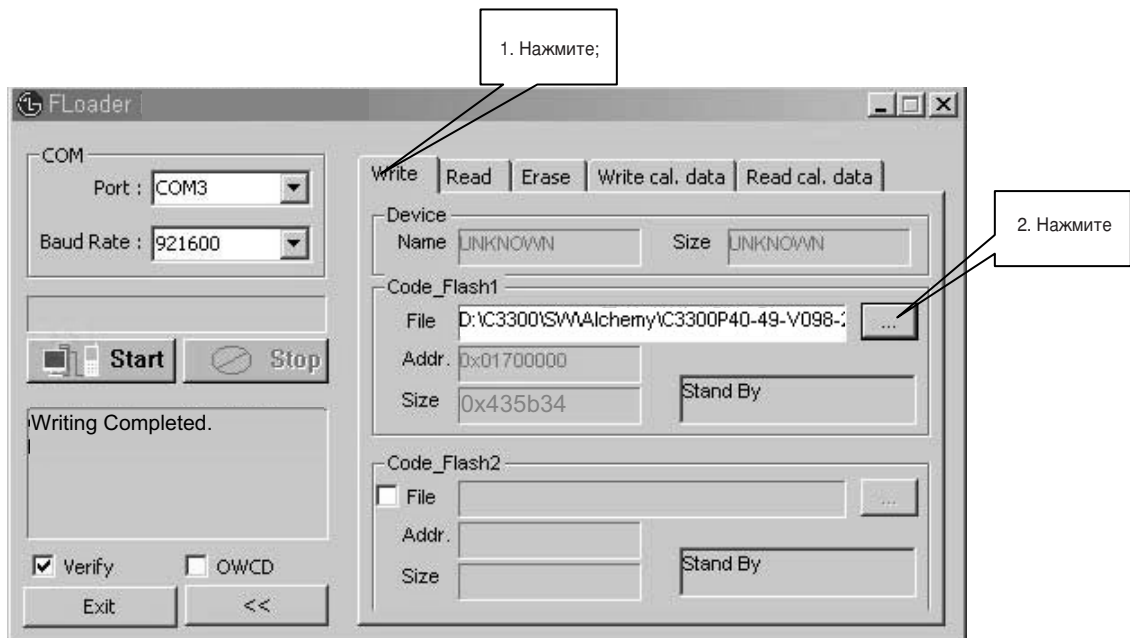 1. Нажмите;
FLoader
COM
Port : COM3
Baud Rate : 921600
Start
Stop
Writing Completed.
Verify
OWCD
Exit
<<
Write
Read
Erase
Write cal. data
Read cal. data
Device
Name UNKNOWN
Size UNKNOWN
Code_Flash1
File D:\C3300\SW\Alchemy\C3300P40-49-V098-2
...
Addr. 0x01700000
Size 0x435b34
Stand By
Code_Flash2
File
...
Addr.
Size
Stand By
2. Нажмите